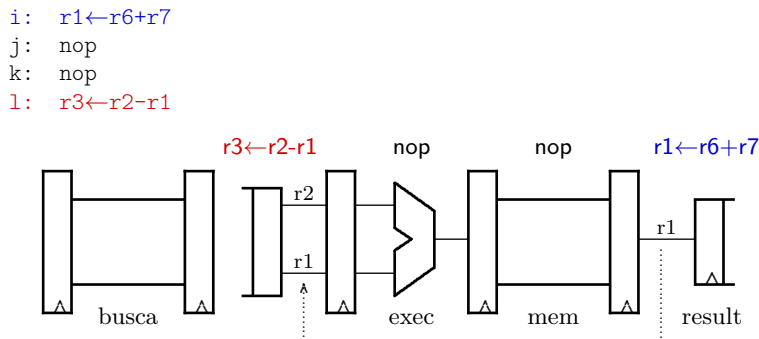 i: r1←r6+r7
j: nop
k: nop
l: r3←r2-r1
r3←r2-r1 nop nop r1←r6+r7
r2
r1 r1
busca exec mem result